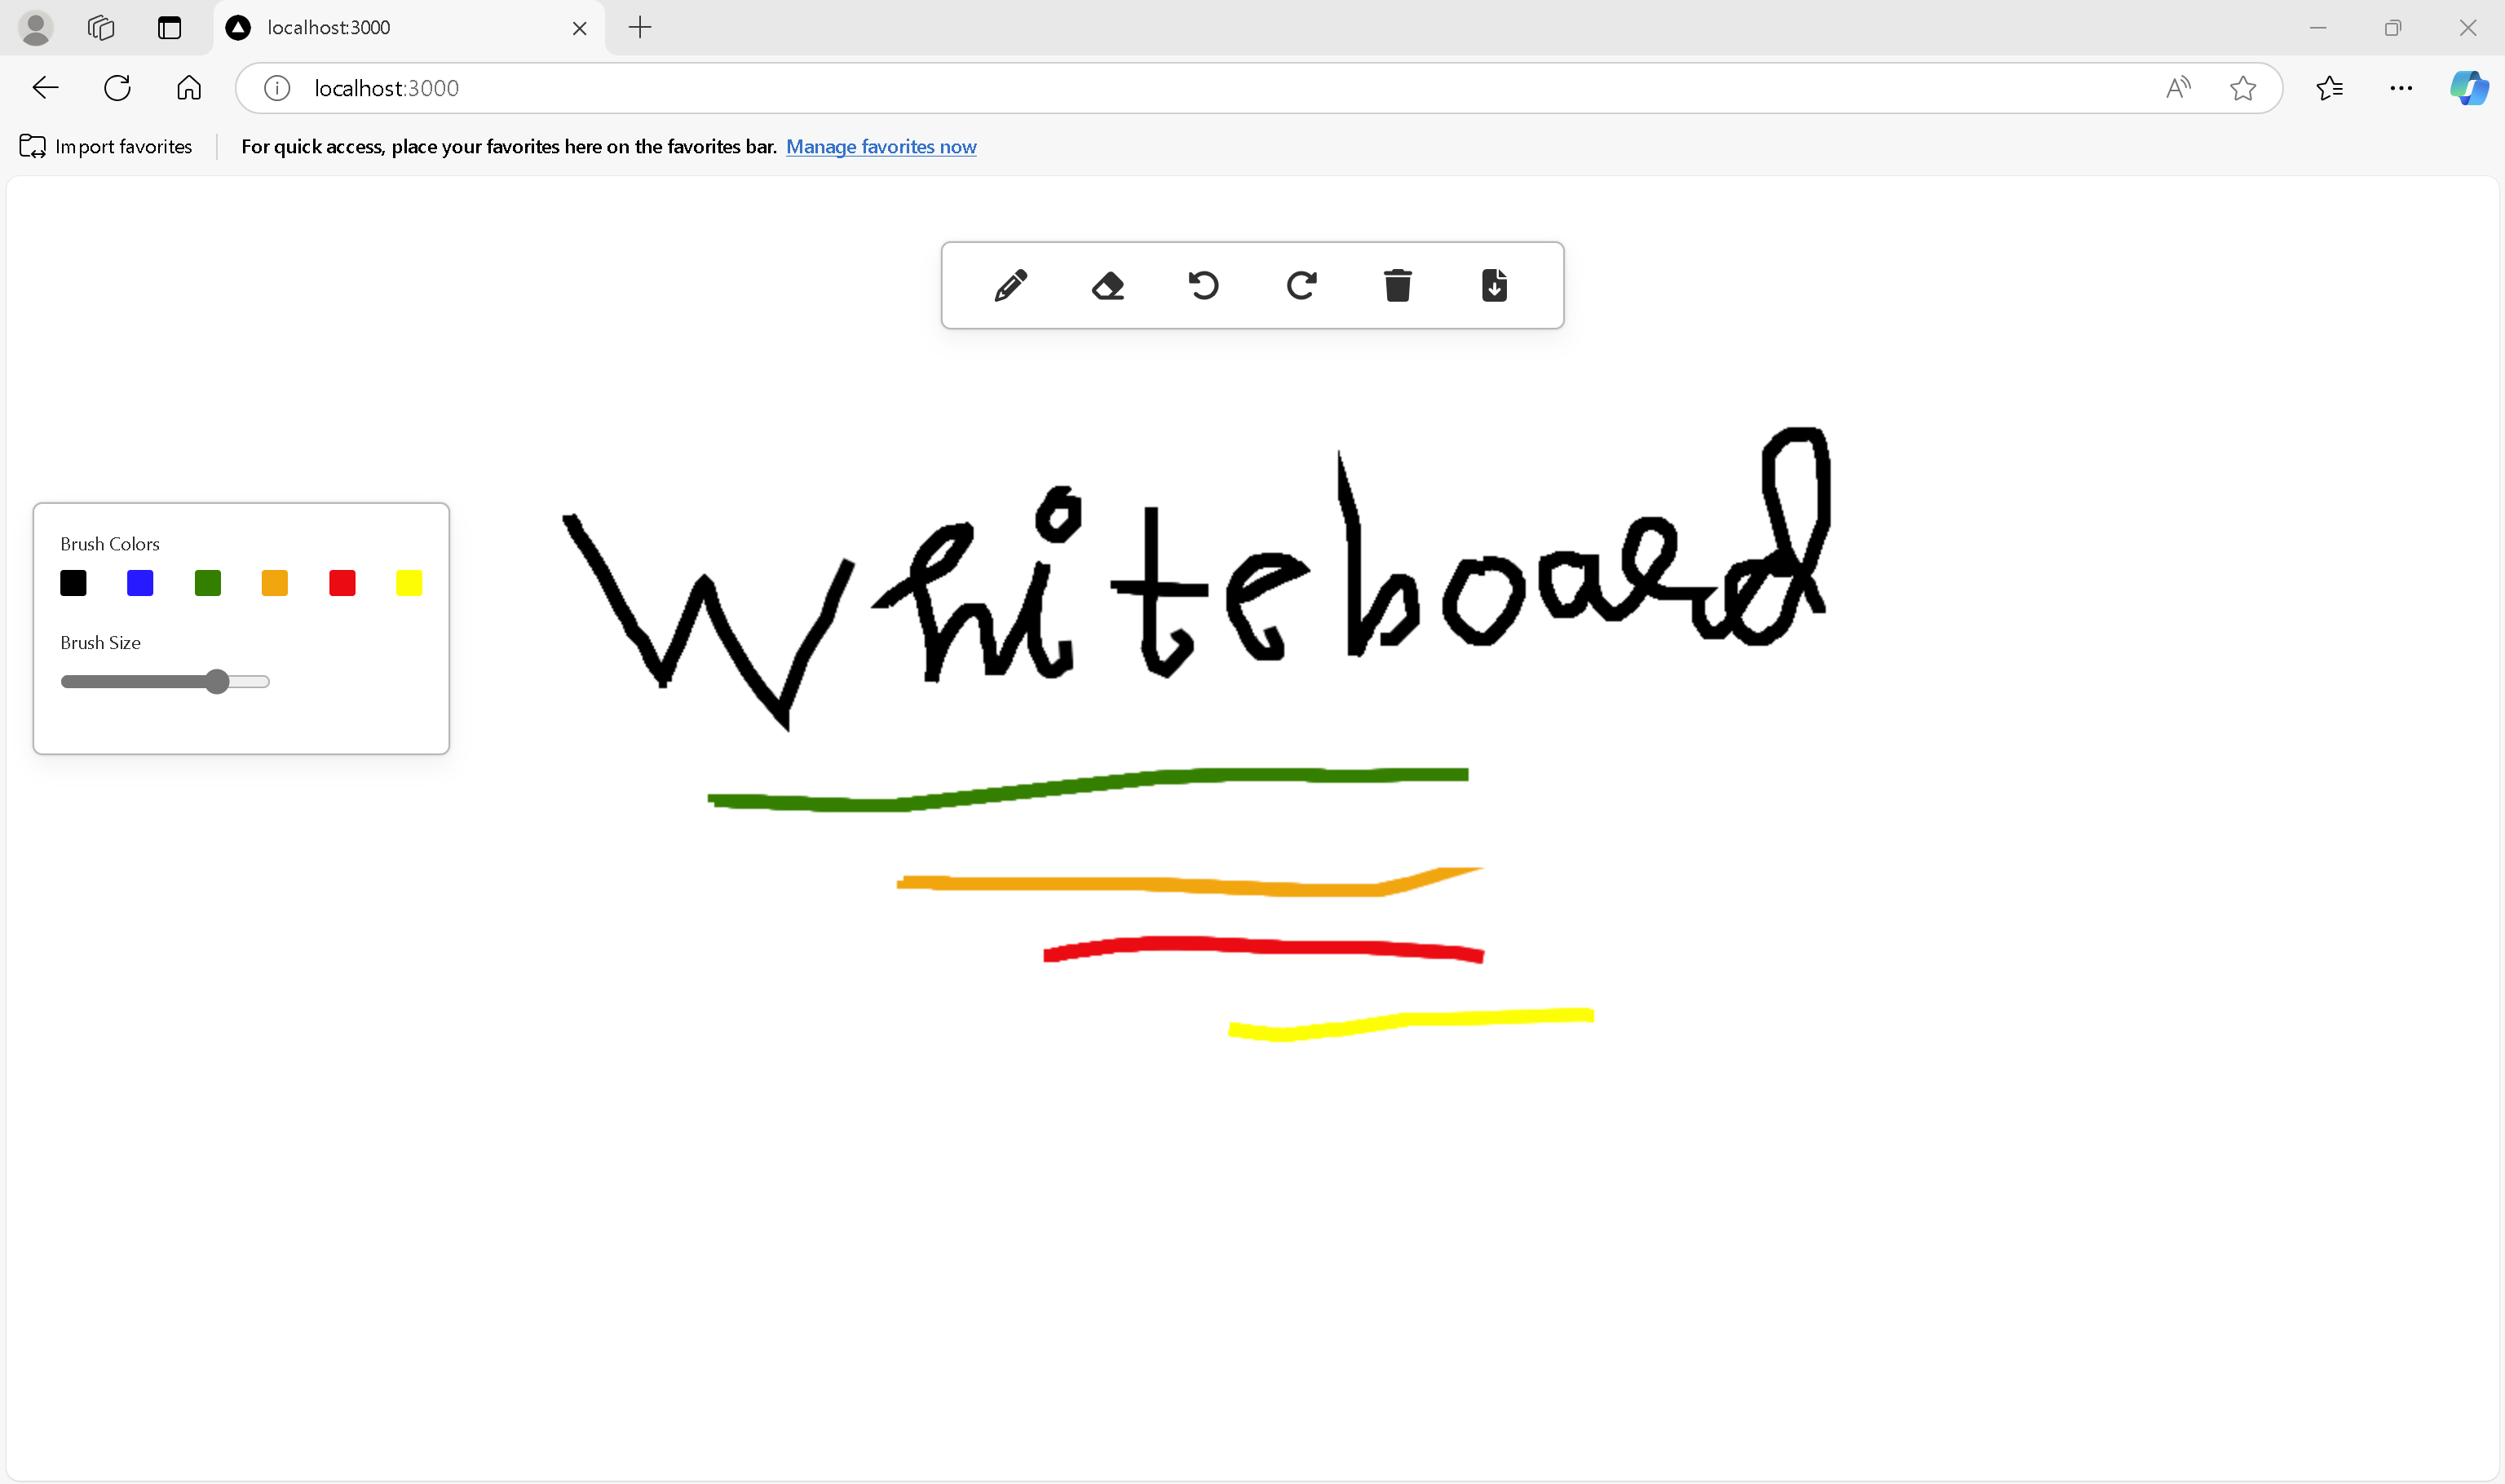 localhost:3000
localhost:3000
Import favorites For quick access, place your favorites here on the favorites bar. Manage favorites now
Brush Colors
Brush Size
Whiteboard